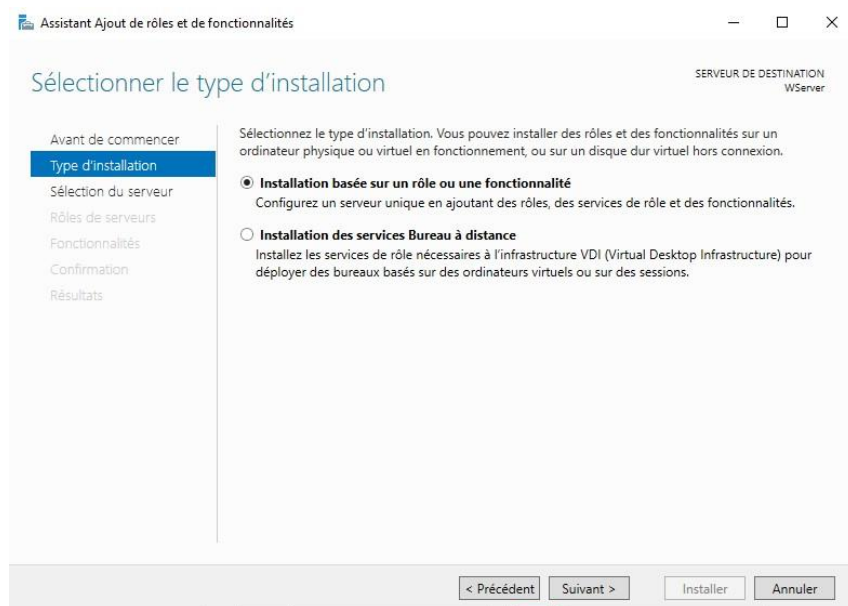 Assistant Ajout de rôles et de fonctionnalités
Sélectionner le type d'installation
SERVEUR DE DESTINATION
WServer
Avant de commencer
Type d'installation
Sélection du serveur
Rôles de serveurs
Fonctionnalités
Confirmation
Résultats
Sélectionnez le type d'installation. Vous pouvez installer des rôles et des fonctionnalités sur un
ordinateur physique ou virtuel en fonctionnement, ou sur un disque dur virtuel hors connexion.
Installation basée sur un rôle ou une fonctionnalité
Configurez un serveur unique en ajoutant des rôles, des services de rôle et des fonctionnalités.
Installation des services Bureau à distance
Installez les services de rôle nécessaires à l'infrastructure VDI (Virtual Desktop Infrastructure) pour
déployer des bureaux basés sur des ordinateurs virtuels ou sur des sessions.
< Précédent
Suivant >
Installer
Annuler